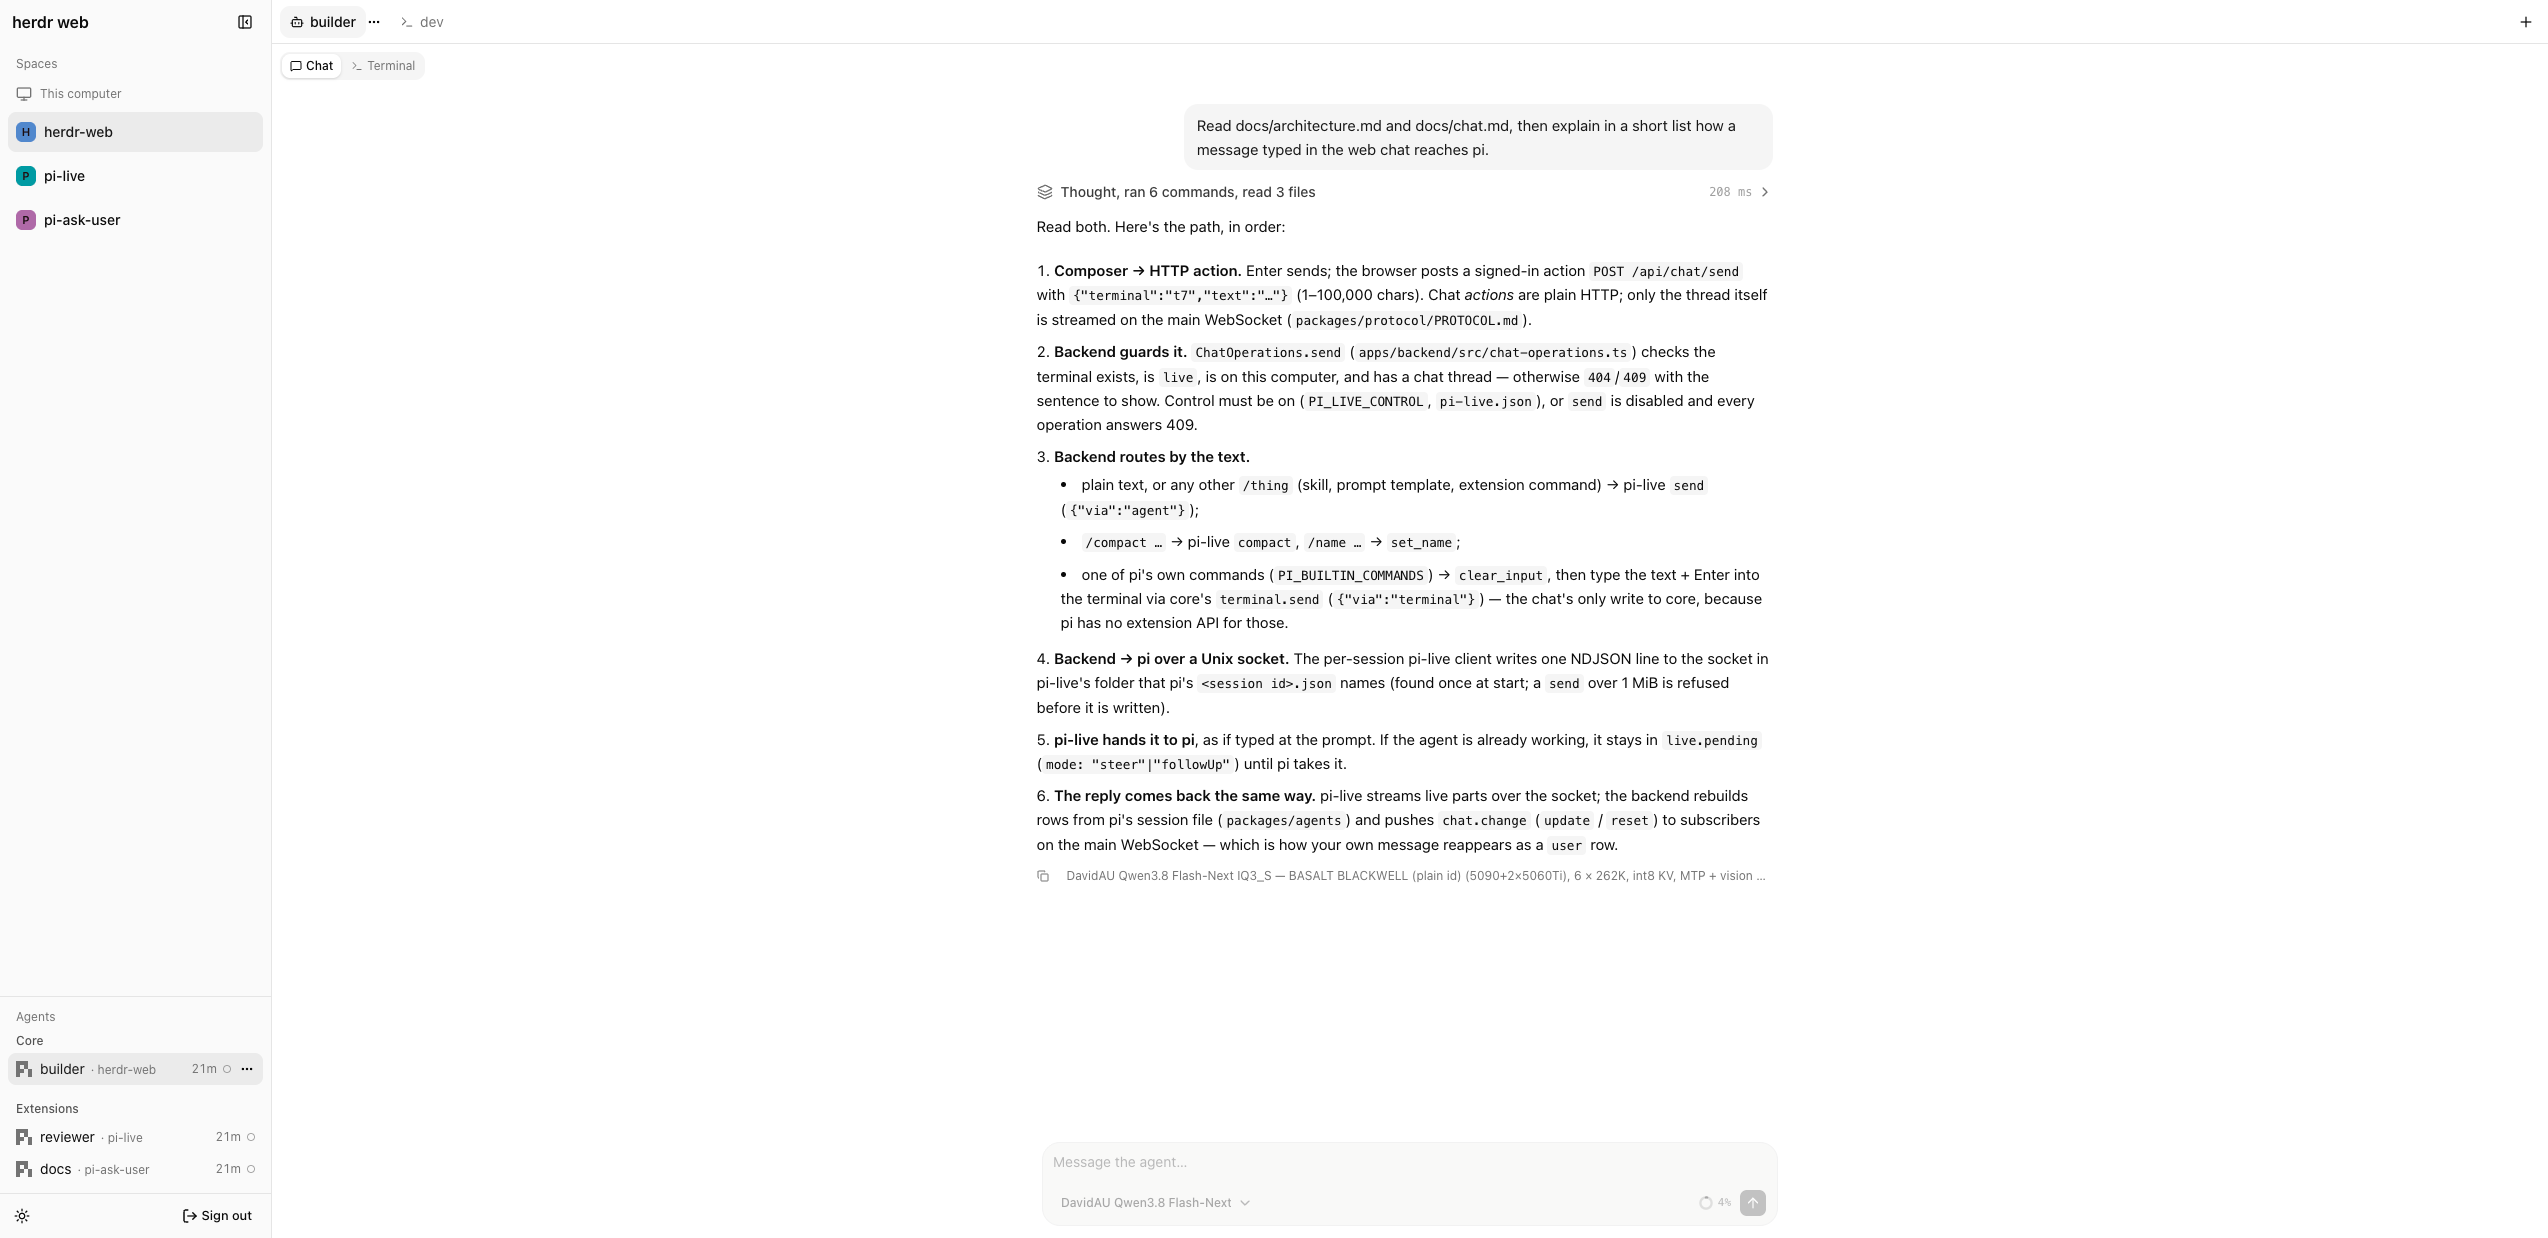 herdr web
Spaces
This computer
H herdr-web
P pi-live
P pi-ask-user
Agents
Core
builder · herdr-web 21m
Extensions
reviewer · pi-live 21m
docs · pi-ask-user 21m
Sign out
builder ··· dev
Chat Terminal
Read docs/architecture.md and docs/chat.md, then explain in a short list how a
message typed in the web chat reaches pi.
Thought, ran 6 commands, read 3 files 208 ms
Read both. Here's the path, in order:
1. Composer → HTTP action. Enter sends; the browser posts a signed-in action POST /api/chat/send
with {"terminal":"t7","text":"…"} (1–100,000 chars). Chat actions are plain HTTP; only the thread itself
is streamed on the main WebSocket ( packages/protocol/PROTOCOL.md ).
2. Backend guards it. ChatOperations.send ( apps/backend/src/chat-operations.ts ) checks the
terminal exists, is live , is on this computer, and has a chat thread — otherwise 404 / 409 with the
sentence to show. Control must be on ( PI_LIVE_CONTROL , pi-live.json ), or send is disabled and every
operation answers 409.
3. Backend routes by the text.
• plain text, or any other /thing (skill, prompt template, extension command) → pi-live send
( {"via":"agent"} );
• /compact … → pi-live compact , /name … → set_name ;
• one of pi's own commands ( PI_BUILTIN_COMMANDS ) → clear_input , then type the text + Enter into
the terminal via core's terminal.send ( {"via":"terminal"} ) — the chat's only write to core, because
pi has no extension API for those.
4. Backend → pi over a Unix socket. The per-session pi-live client writes one NDJSON line to the socket in
pi-live's folder that pi's <session id>.json names (found once at start; a send over 1 MiB is refused
before it is written).
5. pi-live hands it to pi, as if typed at the prompt. If the agent is already working, it stays in live.pending
( mode: "steer"|"followUp" ) until pi takes it.
6. The reply comes back the same way. pi-live streams live parts over the socket; the backend rebuilds
rows from pi's session file ( packages/agents ) and pushes chat.change ( update / reset ) to subscribers
on the main WebSocket — which is how your own message reappears as a user row.
DavidAU Qwen3.8 Flash-Next IQ3_S — BASALT BLACKWELL (plain id) (5090+2×5060Ti), 6 × 262K, int8 KV, MTP + vision …
Message the agent…
DavidAU Qwen3.8 Flash-Next 4%